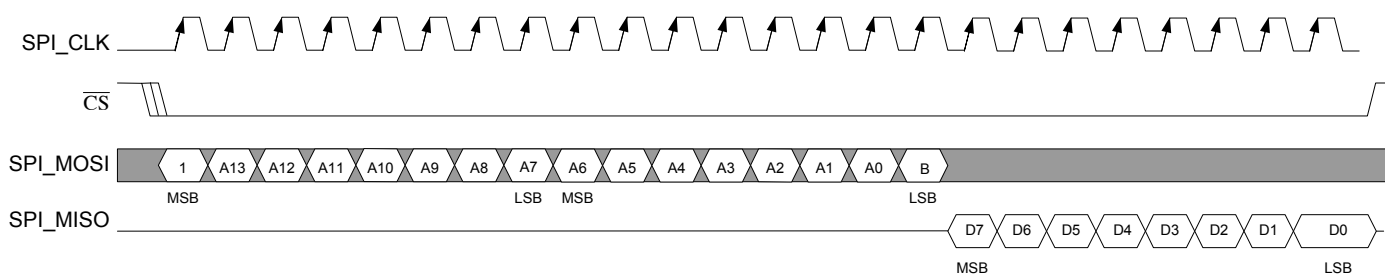 SPI_CLK
CS
SPI_MOSI 1 A13 A12 A11 A10 A9 A8 A7 A6 A5 A4 A3 A2 A1 A0 B
MSB LSB MSB LSB
SPI_MISO D7 D6 D5 D4 D3 D2 D1 D0
MSB LSB